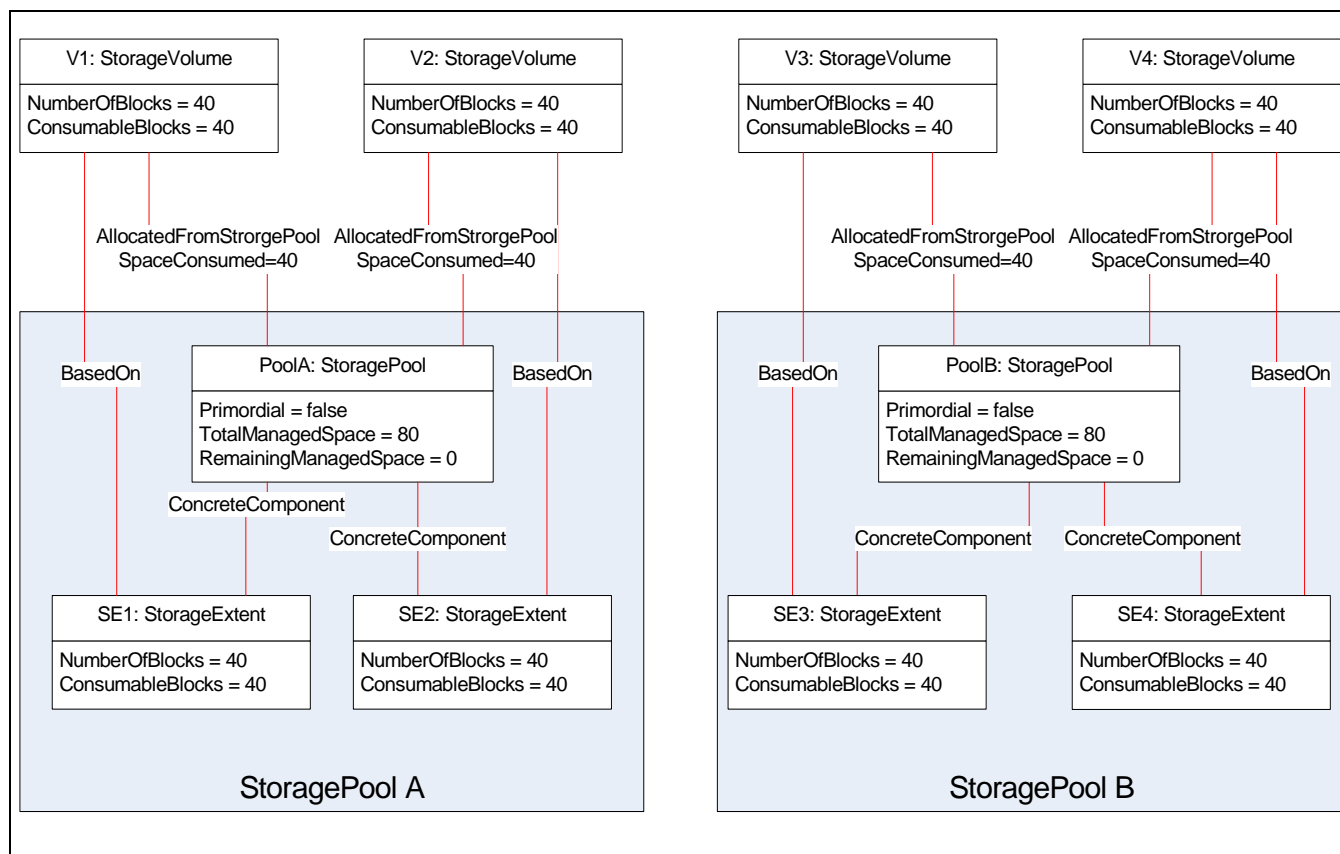 V1: StorageVolume
NumberOfBlocks = 40
ConsumableBlocks = 40
V2: StorageVolume
NumberOfBlocks = 40
ConsumableBlocks = 40
V3: StorageVolume
NumberOfBlocks = 40
ConsumableBlocks = 40
V4: StorageVolume
NumberOfBlocks = 40
ConsumableBlocks = 40
AllocatedFromStrorgePool
SpaceConsumed=40
AllocatedFromStrorgePool
SpaceConsumed=40
AllocatedFromStrorgePool
SpaceConsumed=40
AllocatedFromStrorgePool
SpaceConsumed=40
BasedOn
PoolA: StoragePool
Primordial = false
TotalManagedSpace = 80
RemainingManagedSpace = 0
BasedOn
BasedOn
PoolB: StoragePool
Primordial = false
TotalManagedSpace = 80
RemainingManagedSpace = 0
BasedOn
ConcreteComponent
ConcreteComponent
ConcreteComponent
ConcreteComponent
SE1: StorageExtent
NumberOfBlocks = 40
ConsumableBlocks = 40
SE2: StorageExtent
NumberOfBlocks = 40
ConsumableBlocks = 40
SE3: StorageExtent
NumberOfBlocks = 40
ConsumableBlocks = 40
SE4: StorageExtent
NumberOfBlocks = 40
ConsumableBlocks = 40
StoragePool A
StoragePool B